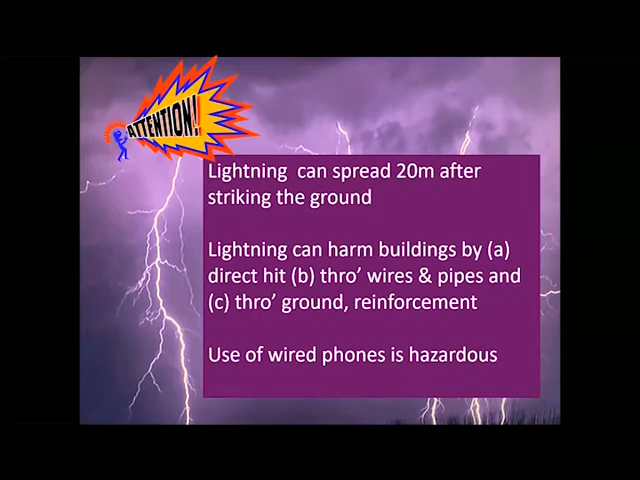 ATTENTION!
Lightning can spread 20m after
striking the ground
Lightning can harm buildings by (a)
direct hit (b) thro' wires & pipes and
(c) thro' ground, reinforcement
Use of wired phones is hazardous